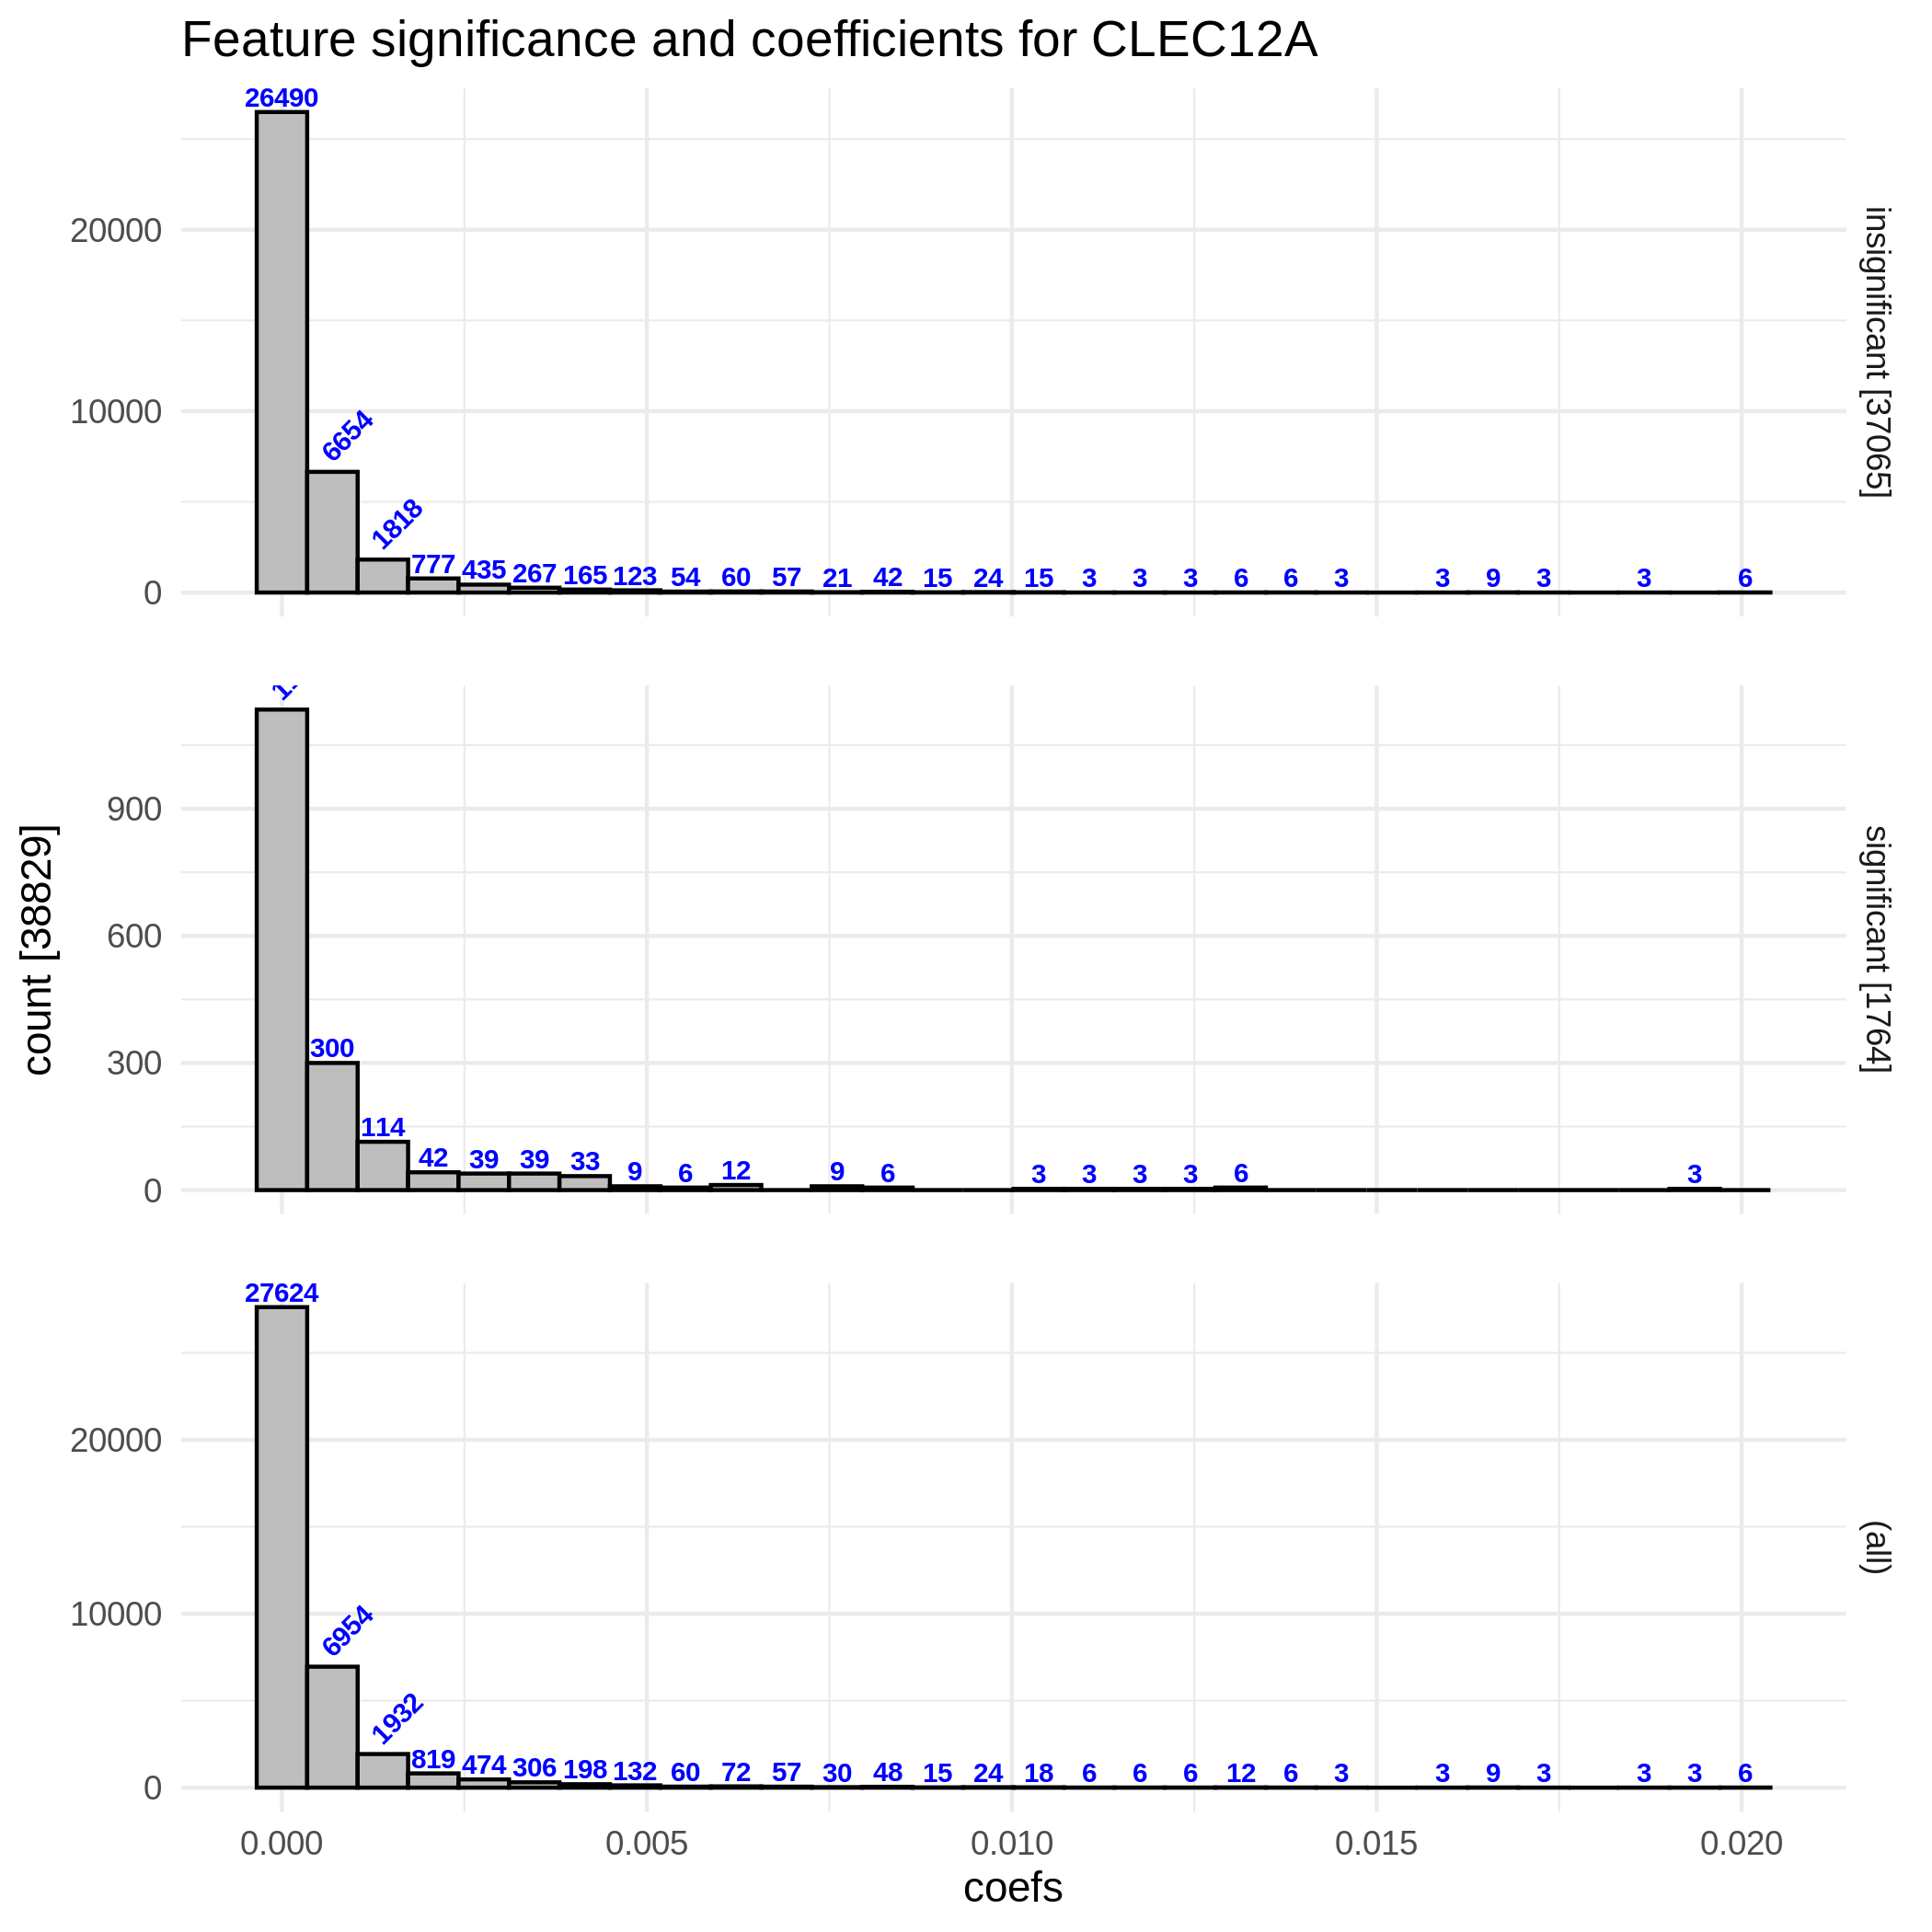 Feature significance and coefficients for CLEC12A
26490
6654
1818
777 435 267 165 123 54 60 57 21 42 15 24 15 3 3 3 6 6 3 3 9 3 3 6
20000
10000
0
insignificant [37065]
300
114
42 39 39 33 9 6 12 9 6 3 3 3 3 6 3
900
600
300
0
significant [1764]
count [38829]
27624
6954
1932
819 474 306 198 132 60 72 57 30 48 15 24 18 6 6 6 12 6 3 3 9 3 3 3 6
20000
10000
0
(all)
0.000 0.005 0.010 0.015 0.020
coefs